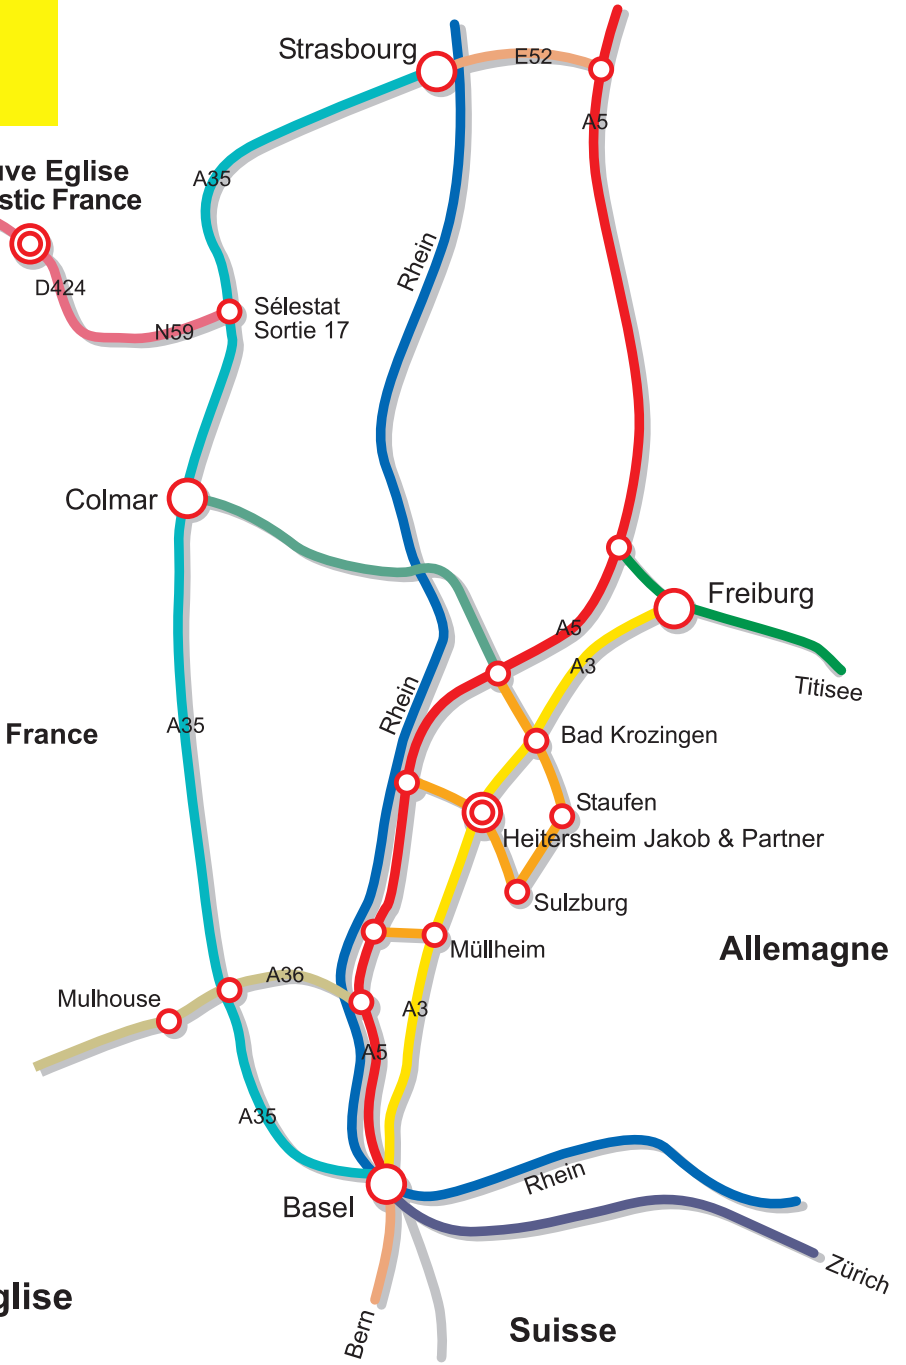 Strasbourg
E52
A5
uve Eglise
stic France
A35
Rhein
D424
Sélestat
Sortie 17
N59
Colmar
Freiburg
A5
A3
Titisee
Rhein
A35
France
Bad Krozingen
Staufen
Heitersheim Jakob & Partner
Sulzburg
Müllheim
Allemagne
A36
Mulhouse
A3
A5
A35
Rhein
Basel
Zürich
glise
Bern
Suisse